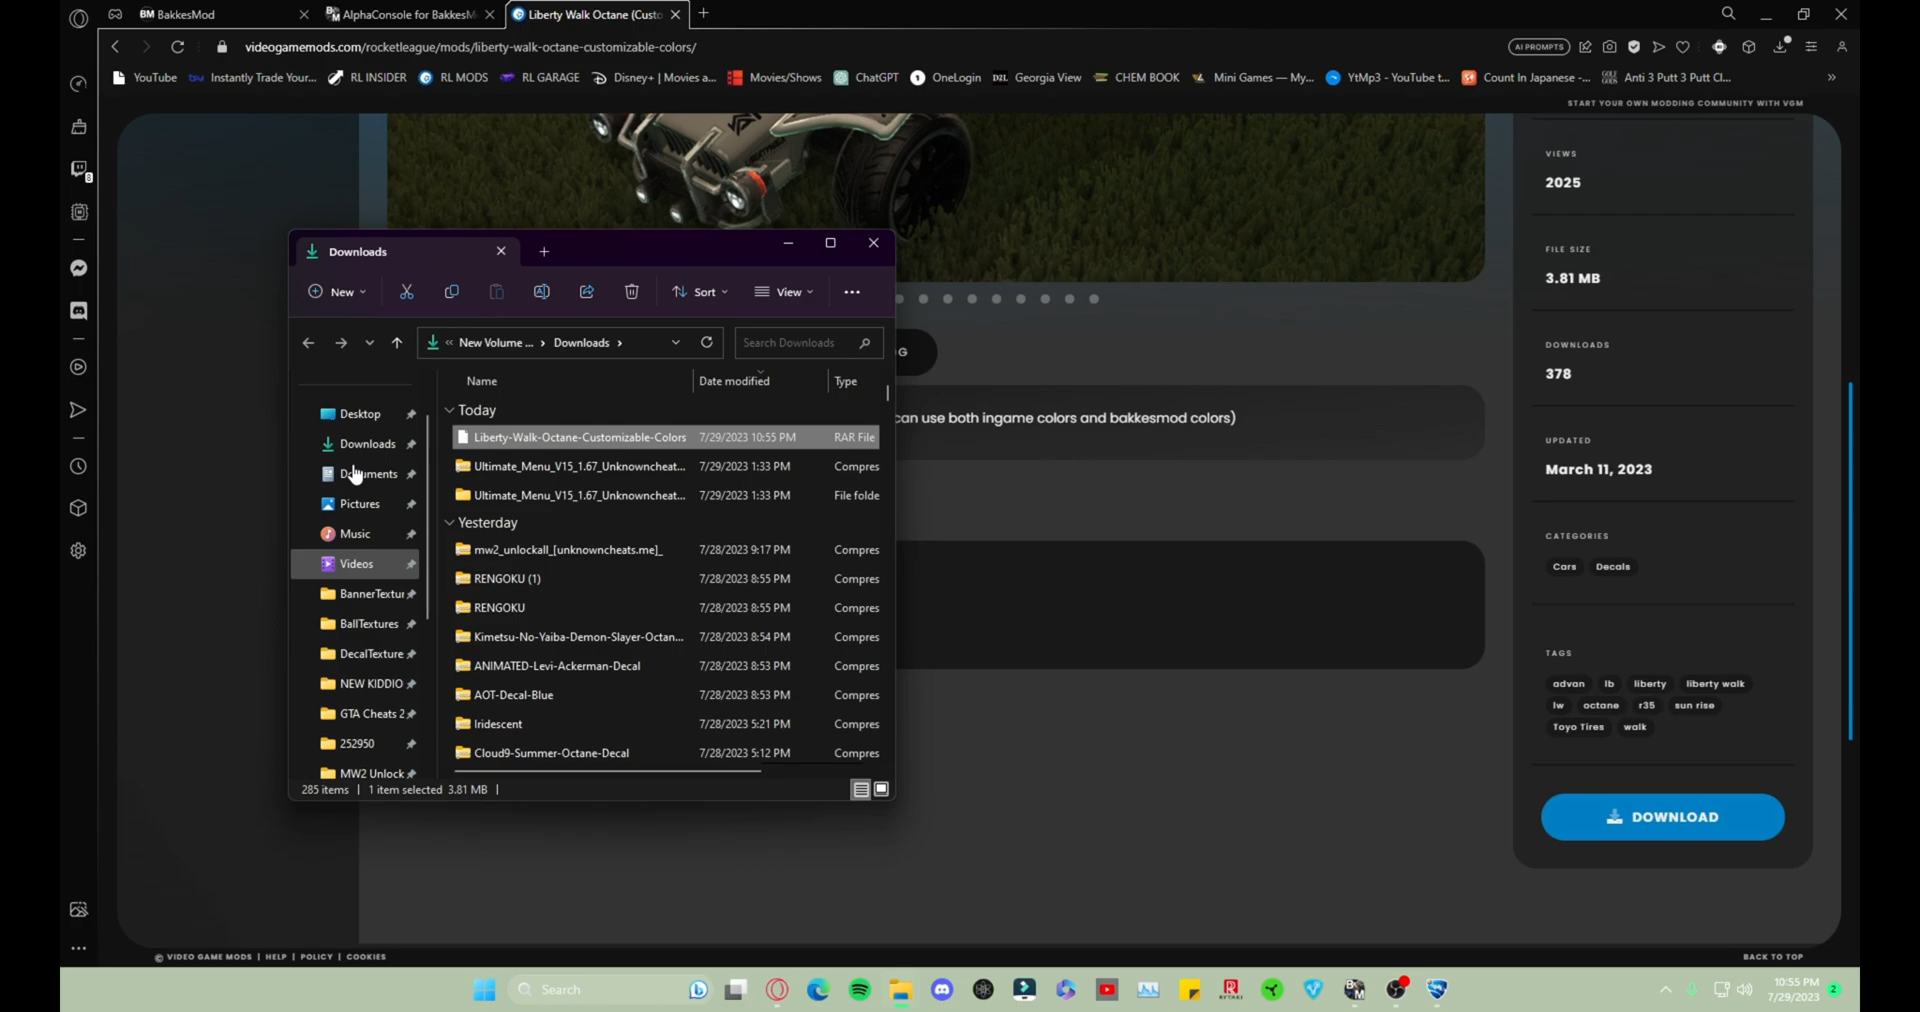 BM BakkesMod
AlphaConsole for BakkesM
Liberty Walk Octane (Custo
videogamemods.com/rocketleague/mods/liberty-walk-octane-customizable-colors/
AI PROMPTS
YouTube
Instantly Trade Your...
RL INSIDER
RL MODS
RL GARAGE
Disney+ | Movies a...
Movies/Shows
ChatGPT
OneLogin
Georgia View
CHEM BOOK
Mini Games — My...
YtMp3 - YouTube t...
Count In Japanese -...
Anti 3 Putt 3 Putt Cl...
START YOUR OWN MODDING COMMUNITY WITH VGM
8
VIEWS
2025
FILE SIZE
3.81 MB
DOWNLOADS
378
UPDATED
March 11, 2023
CATEGORIES
Cars Decals
TAGS
advan lb liberty liberty walk
lw octane r35 sun rise
Toyo Tires walk
DOWNLOAD
G
can use both ingame colors and bakkesmod colors)
Downloads
New
Sort
View
« New Volume ... > Downloads >
Search Downloads
Name Date modified Type
Desktop
Downloads
Documents
Pictures
Music
Videos
BannerTextur
BallTextures
DecalTexture
NEW KIDDIO
GTA Cheats 2
252950
MW2 Unlock
Today
Liberty-Walk-Octane-Customizable-Colors 7/29/2023 10:55 PM RAR File
Ultimate_Menu_V15_1.67_Unknowncheat... 7/29/2023 1:33 PM Compres
Ultimate_Menu_V15_1.67_Unknowncheat... 7/29/2023 1:33 PM File folde
Yesterday
mw2_unlockall_[unknowncheats.me]_ 7/28/2023 9:17 PM Compres
RENGOKU (1) 7/28/2023 8:55 PM Compres
RENGOKU 7/28/2023 8:55 PM Compres
Kimetsu-No-Yaiba-Demon-Slayer-Octan... 7/28/2023 8:54 PM Compres
ANIMATED-Levi-Ackerman-Decal 7/28/2023 8:53 PM Compres
AOT-Decal-Blue 7/28/2023 8:53 PM Compres
Iridescent 7/28/2023 5:21 PM Compres
Cloud9-Summer-Octane-Decal 7/28/2023 5:12 PM Compres
285 items | 1 item selected 3.81 MB |
© VIDEO GAME MODS | HELP | POLICY | COOKIES
BACK TO TOP
Search
10:55 PM
7/29/2023
2